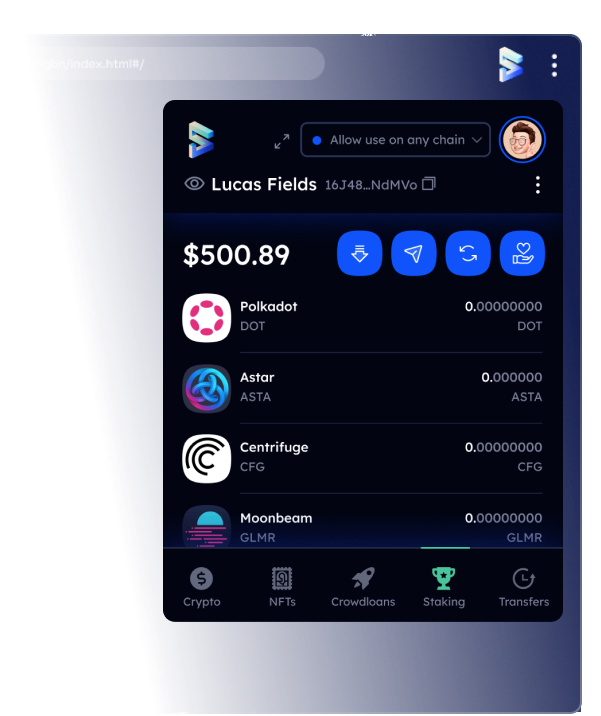 /index.html#/
Allow use on any chain
Lucas Fields 16J48...NdMVo
$500.89
Polkadot 0.00000000
DOT DOT
Astar 0.000000
ASTA ASTA
Centrifuge 0.00000000
CFG CFG
Moonbeam 0.00000000
GLMR GLMR
Crypto NFTs Crowdloans Staking Transfers